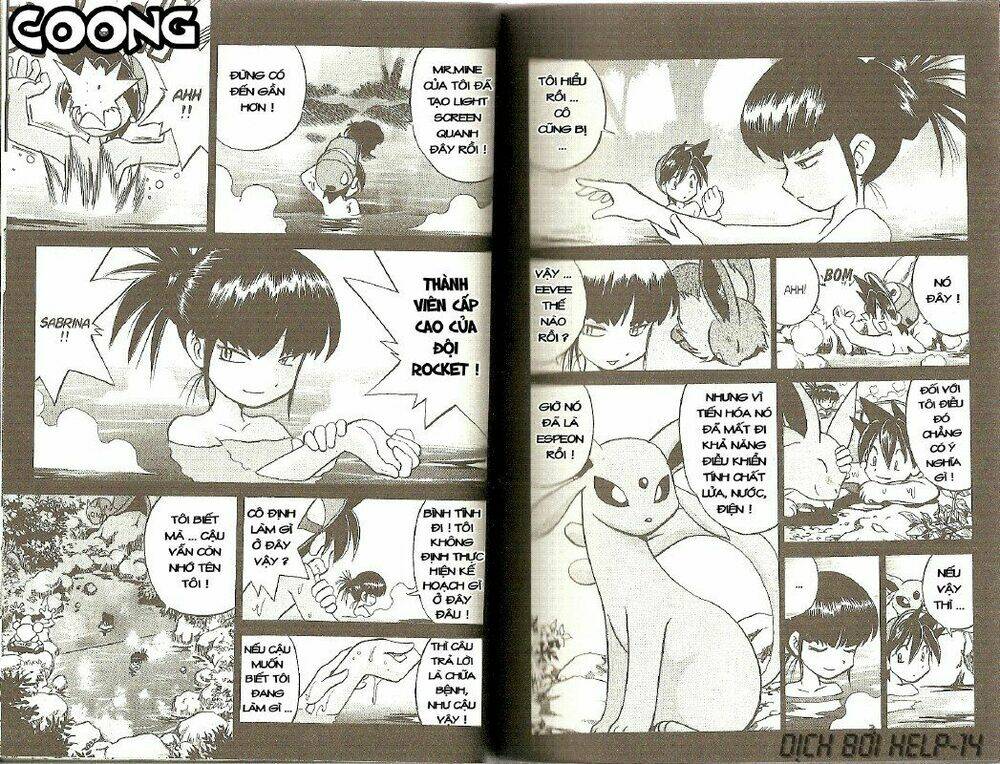 COONG
AHH
!!
MR.MINE
CỦA TÔI ĐÃ
TẠO LIGHT
SCREEN
QUANH
ĐÂY RỒI !
ĐỪNG CÓ
ĐẾN GẦN
HƠN !
THÀNH
VIÊN CẤP
CAO CỦA
ĐỘI
ROCKET !
SABRINA
!!
BÌNH TĨNH
ĐI ! TÔI
KHÔNG
ĐỊNH THỰC
HIỆN KẾ
HOẠCH GÌ
Ở ĐÂY
ĐÂU !
CÔ ĐỊNH
LÀM GÌ
Ở ĐÂY
VẬY ?
TÔI BIẾT
MÀ ... CẬU
VẪN CÒN
NHỚ TÊN
TÔI !
THÌ CÂU
TRẢ LỜI
LÀ CHỮA
BỆNH,
NHƯ CẬU
VẬY !
NẾU CẬU
MUỐN
BIẾT TÔI
ĐANG
LÀM GÌ ...
TÔI HIỂU
RỒI ...
CÔ
CŨNG BỊ
...
NÓ
ĐÂY !
BOM
AHH!
VẬY ...
EEVEE
THẾ
NÀO
RỒI ?
ĐỐI VỚI
TÔI ĐIỀU
ĐÓ
CHẲNG
CÓ Ý
NGHĨA
GÌ !
NHƯNG VÌ
TIẾN HÓA NÓ
ĐÃ MẤT ĐI
KHẢ NĂNG
ĐIỀU KHIỂN
TÍNH CHẤT
LỬA, NƯỚC,
ĐIỆN !
GIỜ NÓ
ĐÃ LÀ
ESPEON
RỒI !
NẾU
VẬY
THÌ ...
...
DỊCH BỞI HELP-14